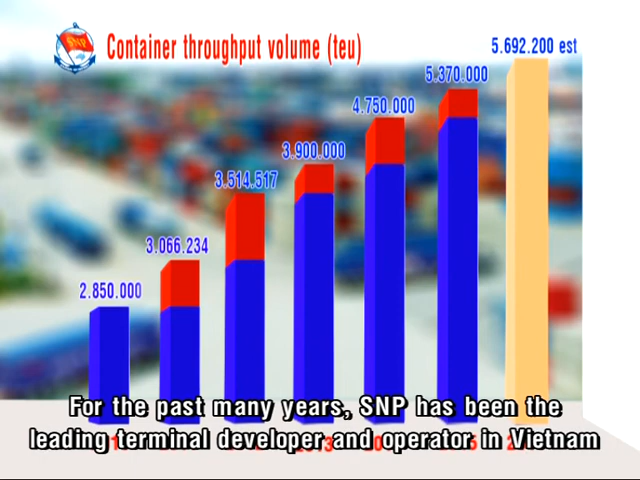 SNP
Container throughput volume (teu)
5.692.200 est
5.370.000
4.750.000
3.900.000
3.514.517
3.066.234
2.850.000
For the past many years, SNP has been the
leading terminal developer and operator in Vietnam